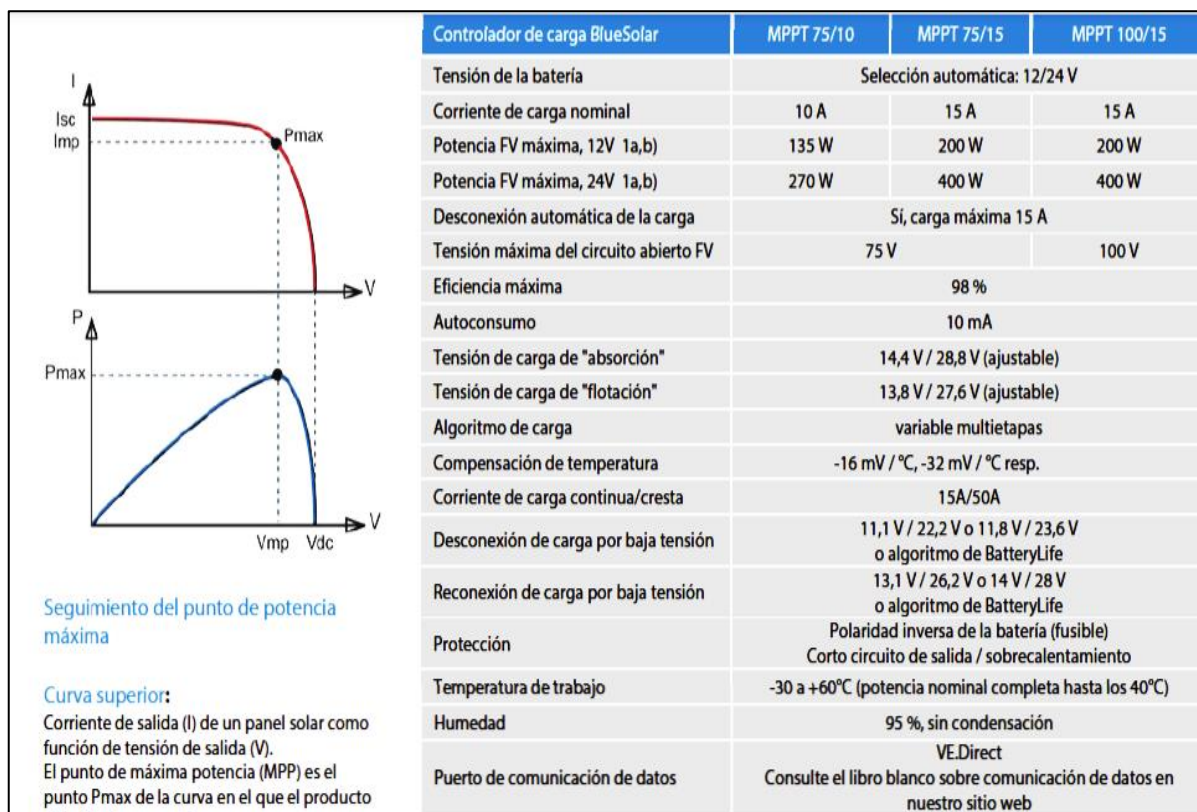 I
Isc
Imp
Pmax
V
P
Pmax
V
Vmp Vdc
Seguimiento del punto de potencia
máxima
Curva superior:
Corriente de salida (I) de un panel solar como
función de tensión de salida (V).
El punto de máxima potencia (MPP) es el
punto Pmax de la curva en el que el producto
Controlador de carga BlueSolar MPPT 75/10 MPPT 75/15 MPPT 100/15
Tensión de la batería Selección automática: 12/24 V
Corriente de carga nominal 10 A 15 A 15 A
Potencia FV máxima, 12V 1a,b) 135 W 200 W 200 W
Potencia FV máxima, 24V 1a,b) 270 W 400 W 400 W
Desconexión automática de la carga Sí, carga máxima 15 A
Tensión máxima del circuito abierto FV 75 V 100 V
Eficiencia máxima 98 %
Autoconsumo 10 mA
Tensión de carga de "absorción" 14,4 V / 28,8 V (ajustable)
Tensión de carga de "flotación" 13,8 V / 27,6 V (ajustable)
Algoritmo de carga variable multietapas
Compensación de temperatura -16 mV / °C, -32 mV / °C resp.
Corriente de carga continua/cresta 15A/50A
Desconexión de carga por baja tensión 11,1 V / 22,2 V o 11,8 V / 23,6 V
o algoritmo de BatteryLife
Reconexión de carga por baja tensión 13,1 V / 26,2 V o 14 V / 28 V
o algoritmo de BatteryLife
Protección Polaridad inversa de la batería (fusible)
Corto circuito de salida / sobrecalentamiento
Temperatura de trabajo -30 a +60°C (potencia nominal completa hasta los 40°C)
Humedad 95 %, sin condensación
Puerto de comunicación de datos VE.Direct
Consulte el libro blanco sobre comunicación de datos en
nuestro sitio web